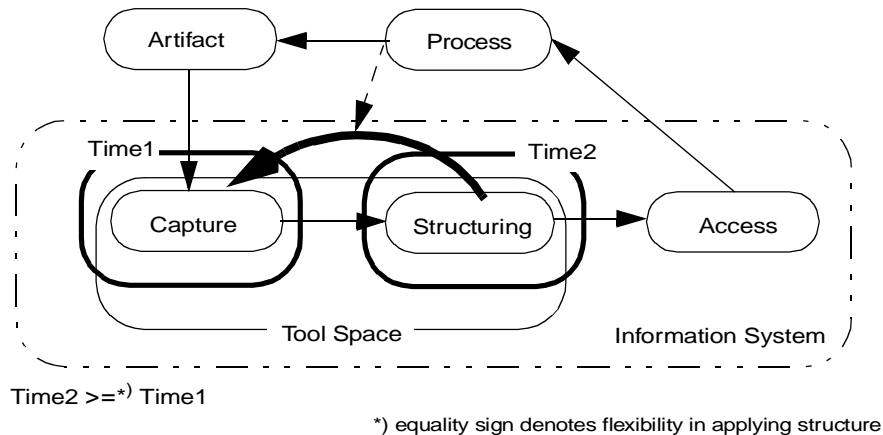 Artifact
Process
Time1
Time2
Capture
Structuring
Access
Tool Space
Information System
Time2 >=*) Time1
*) equality sign denotes flexibility in applying structure